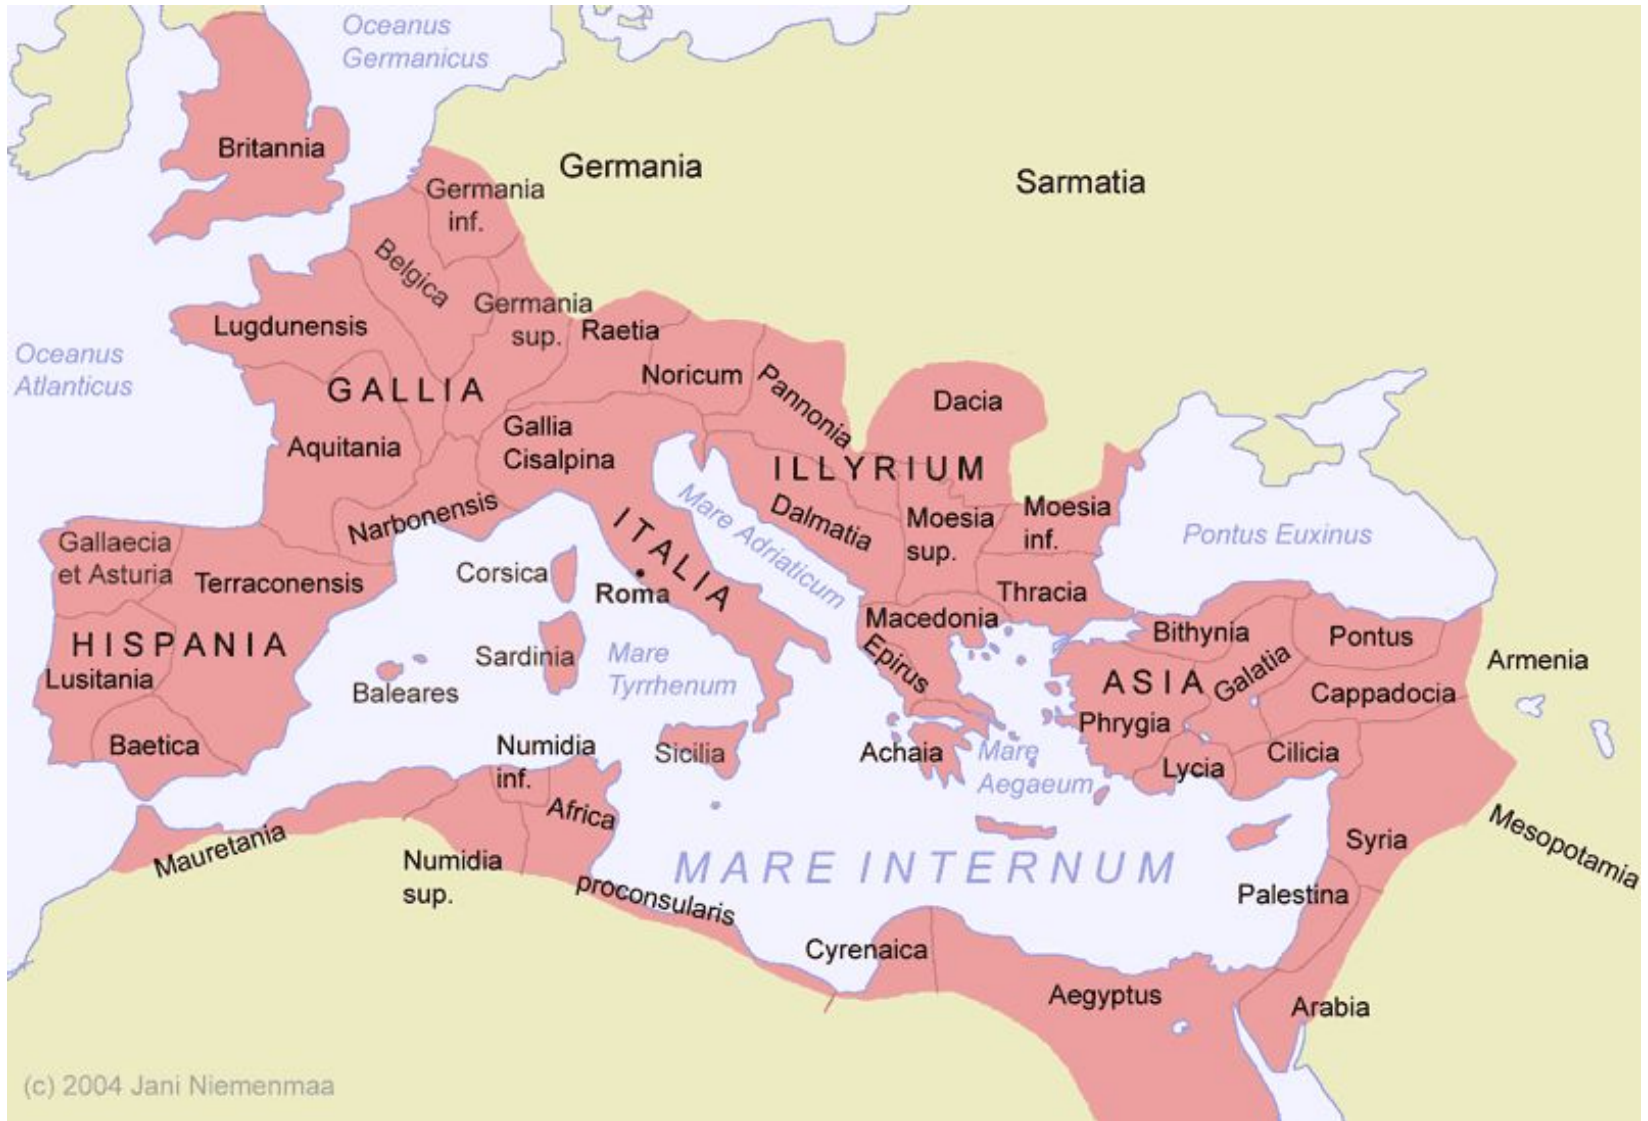 Oceanus
Germanicus
Britannia
Germania
Sarmatia
Germania
inf.
Belgica
Germania
sup.
Lugdunensis
Raetia
Oceanus
Atlanticus
GALLIA
Noricum
Pannonia
Dacia
Aquitania
Gallia
Cisalpina
ILLYRIUM
Narbonensis
Mare Adriaticum
Dalmatia
Moesia
sup.
Moesia
inf.
Pontus Euxinus
Gallaecia
et Asturia
Terraconensis
Corsica
ITALIA
Roma
Thracia
Macedonia
HISPANIA
Lusitania
Sardinia
Mare
Tyrrhenum
Epirus
Bithynia
Pontus
Armenia
Baleares
ASIA
Galatia
Cappadocia
Phrygia
Baetica
Numidia
inf.
Sicilia
Achaia
Mare
Aegaeum
Lycia
Cilicia
Africa
Mauretania
Numidia
sup.
proconsularis
MARE INTERNUM
Syria
Mesopotamia
Palestina
Cyrenaica
Aegyptus
Arabia
(c) 2004 Jani Niemenmaa